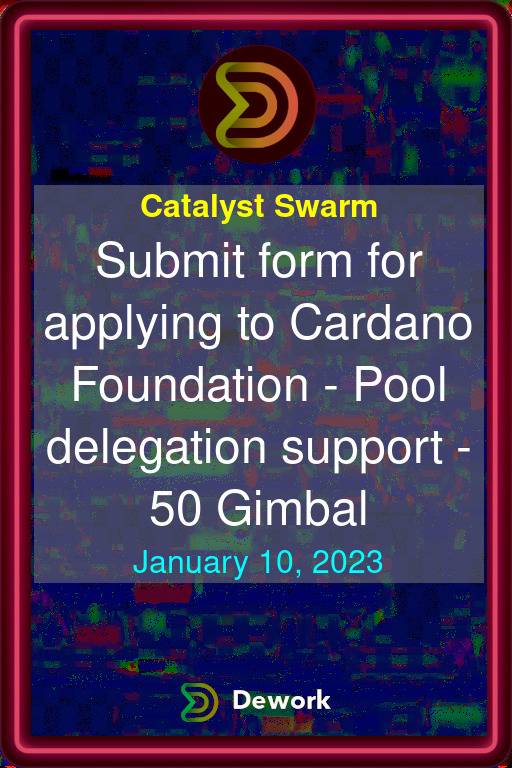 Catalyst Swarm
Submit form for
applying to Cardano
Foundation - Pool
delegation support -
50 Gimbal
January 10, 2023
Dework